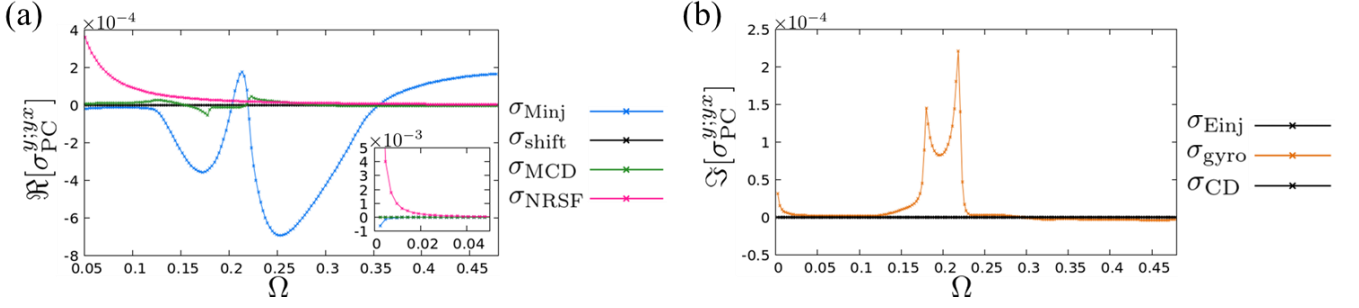 (a)
×10⁻⁴
4
2
0
-2
-4
-6
-8
ℜ[σ_PC^{y;yx}]
0.05 0.1 0.15 0.2 0.25 0.3 0.35 0.4 0.45
Ω
×10⁻³
5
4
3
2
1
0
-1
0 0.02 0.04
σ_Minj
σ_shift
σ_MCD
σ_NRSF
(b)
×10⁻⁴
2.5
2
1.5
1
0.5
0
-0.5
ℑ[σ_PC^{y;yx}]
0 0.05 0.1 0.15 0.2 0.25 0.3 0.35 0.4 0.45
Ω
σ_Einj
σ_gyro
σ_CD